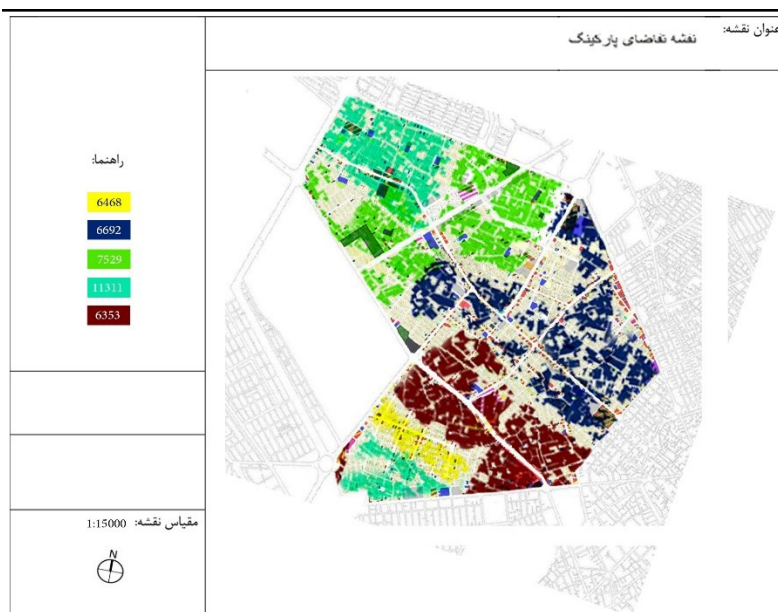 عنوان نقشه:
نقشه تقاضای پارکینگ
راهنما:
6468
6692
7529
11311
6353
مقیاس نقشه: 1:15000
N